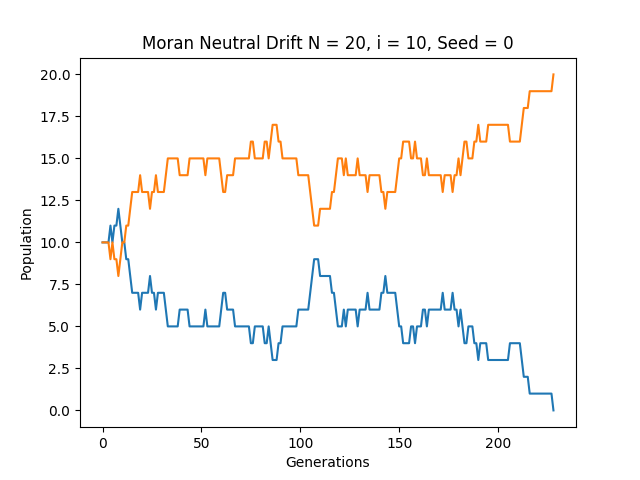 Moran Neutral Drift N = 20, i = 10, Seed = 0
20.0
17.5
15.0
12.5
10.0
7.5
5.0
2.5
0.0
Population
0 50 100 150 200
Generations